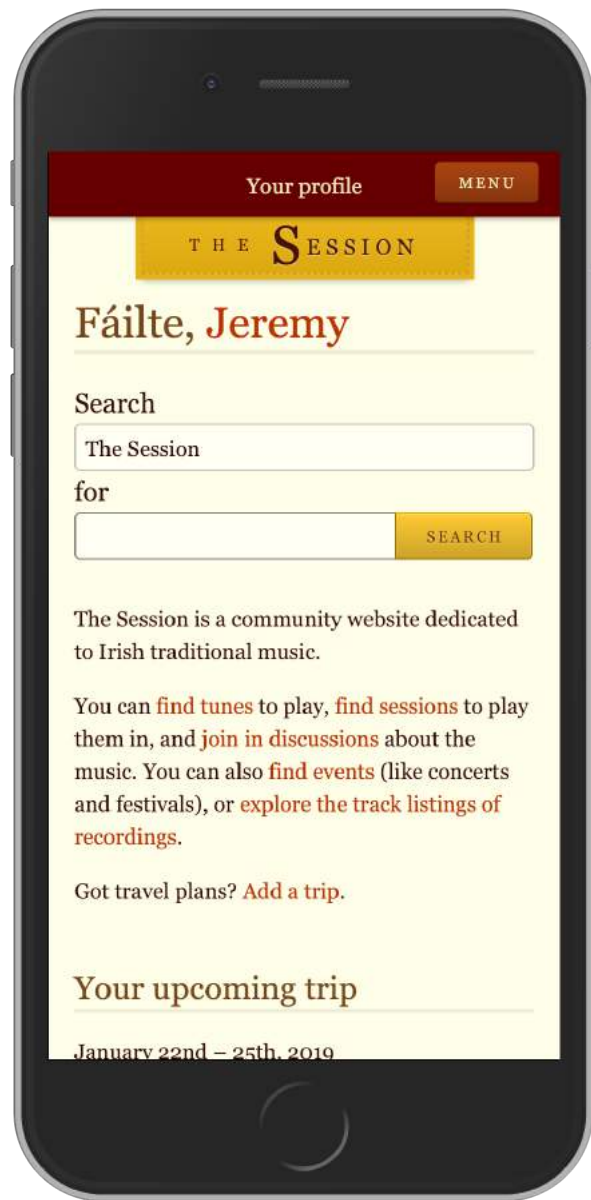 Your profile
MENU
THE SESSION
Fáilte, Jeremy
Search
The Session
for
SEARCH
The Session is a community website dedicated
to Irish traditional music.
You can find tunes to play, find sessions to play
them in, and join in discussions about the
music. You can also find events (like concerts
and festivals), or explore the track listings of
recordings.
Got travel plans? Add a trip.
Your upcoming trip
January 22nd – 25th, 2019